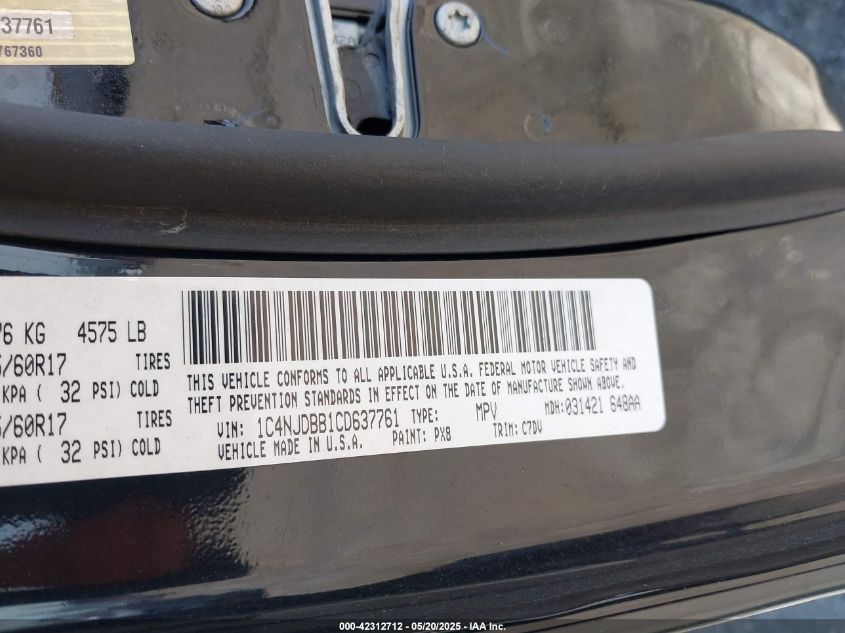 37761
767360
76 KG 4575 LB
/60R17 TIRES
KPA ( 32 PSI) COLD
/60R17 TIRES
KPA ( 32 PSI) COLD
THIS VEHICLE CONFORMS TO ALL APPLICABLE U.S.A. FEDERAL MOTOR VEHICLE SAFETY AND
THEFT PREVENTION STANDARDS IN EFFECT ON THE DATE OF MANUFACTURE SHOWN ABOVE.
VIN: 1C4NJDBB1CD637761 TYPE: MPV MDH:031421 648AA
VEHICLE MADE IN U.S.A. PAINT: PX8 TRIM: C7DV
000-42312712 - 05/20/2025 - IAA Inc.